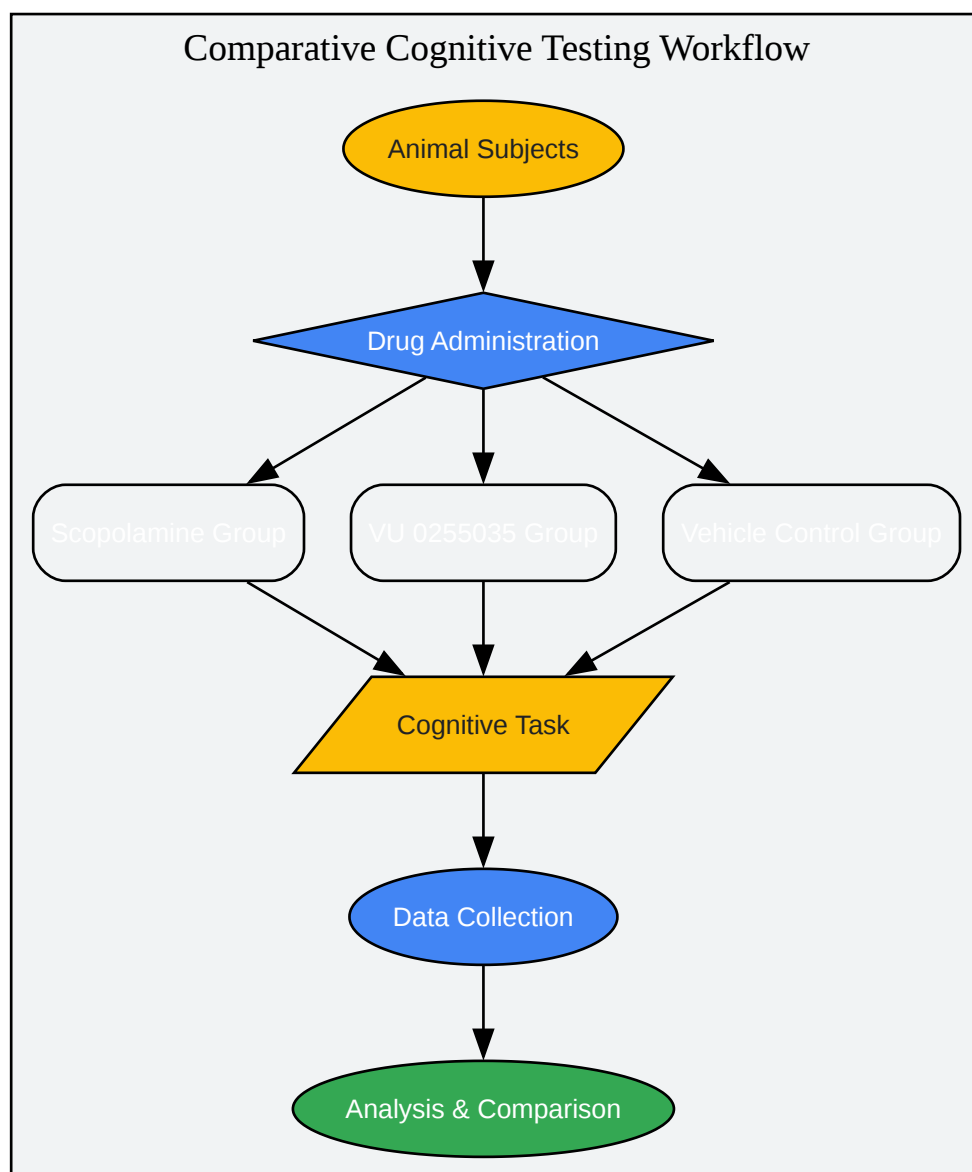 Comparative Cognitive Testing Workflow
Animal Subjects
Drug Administration
Scopolamine Group
VU 0255035 Group
Vehicle Control Group
Cognitive Task
Data Collection
Analysis & Comparison